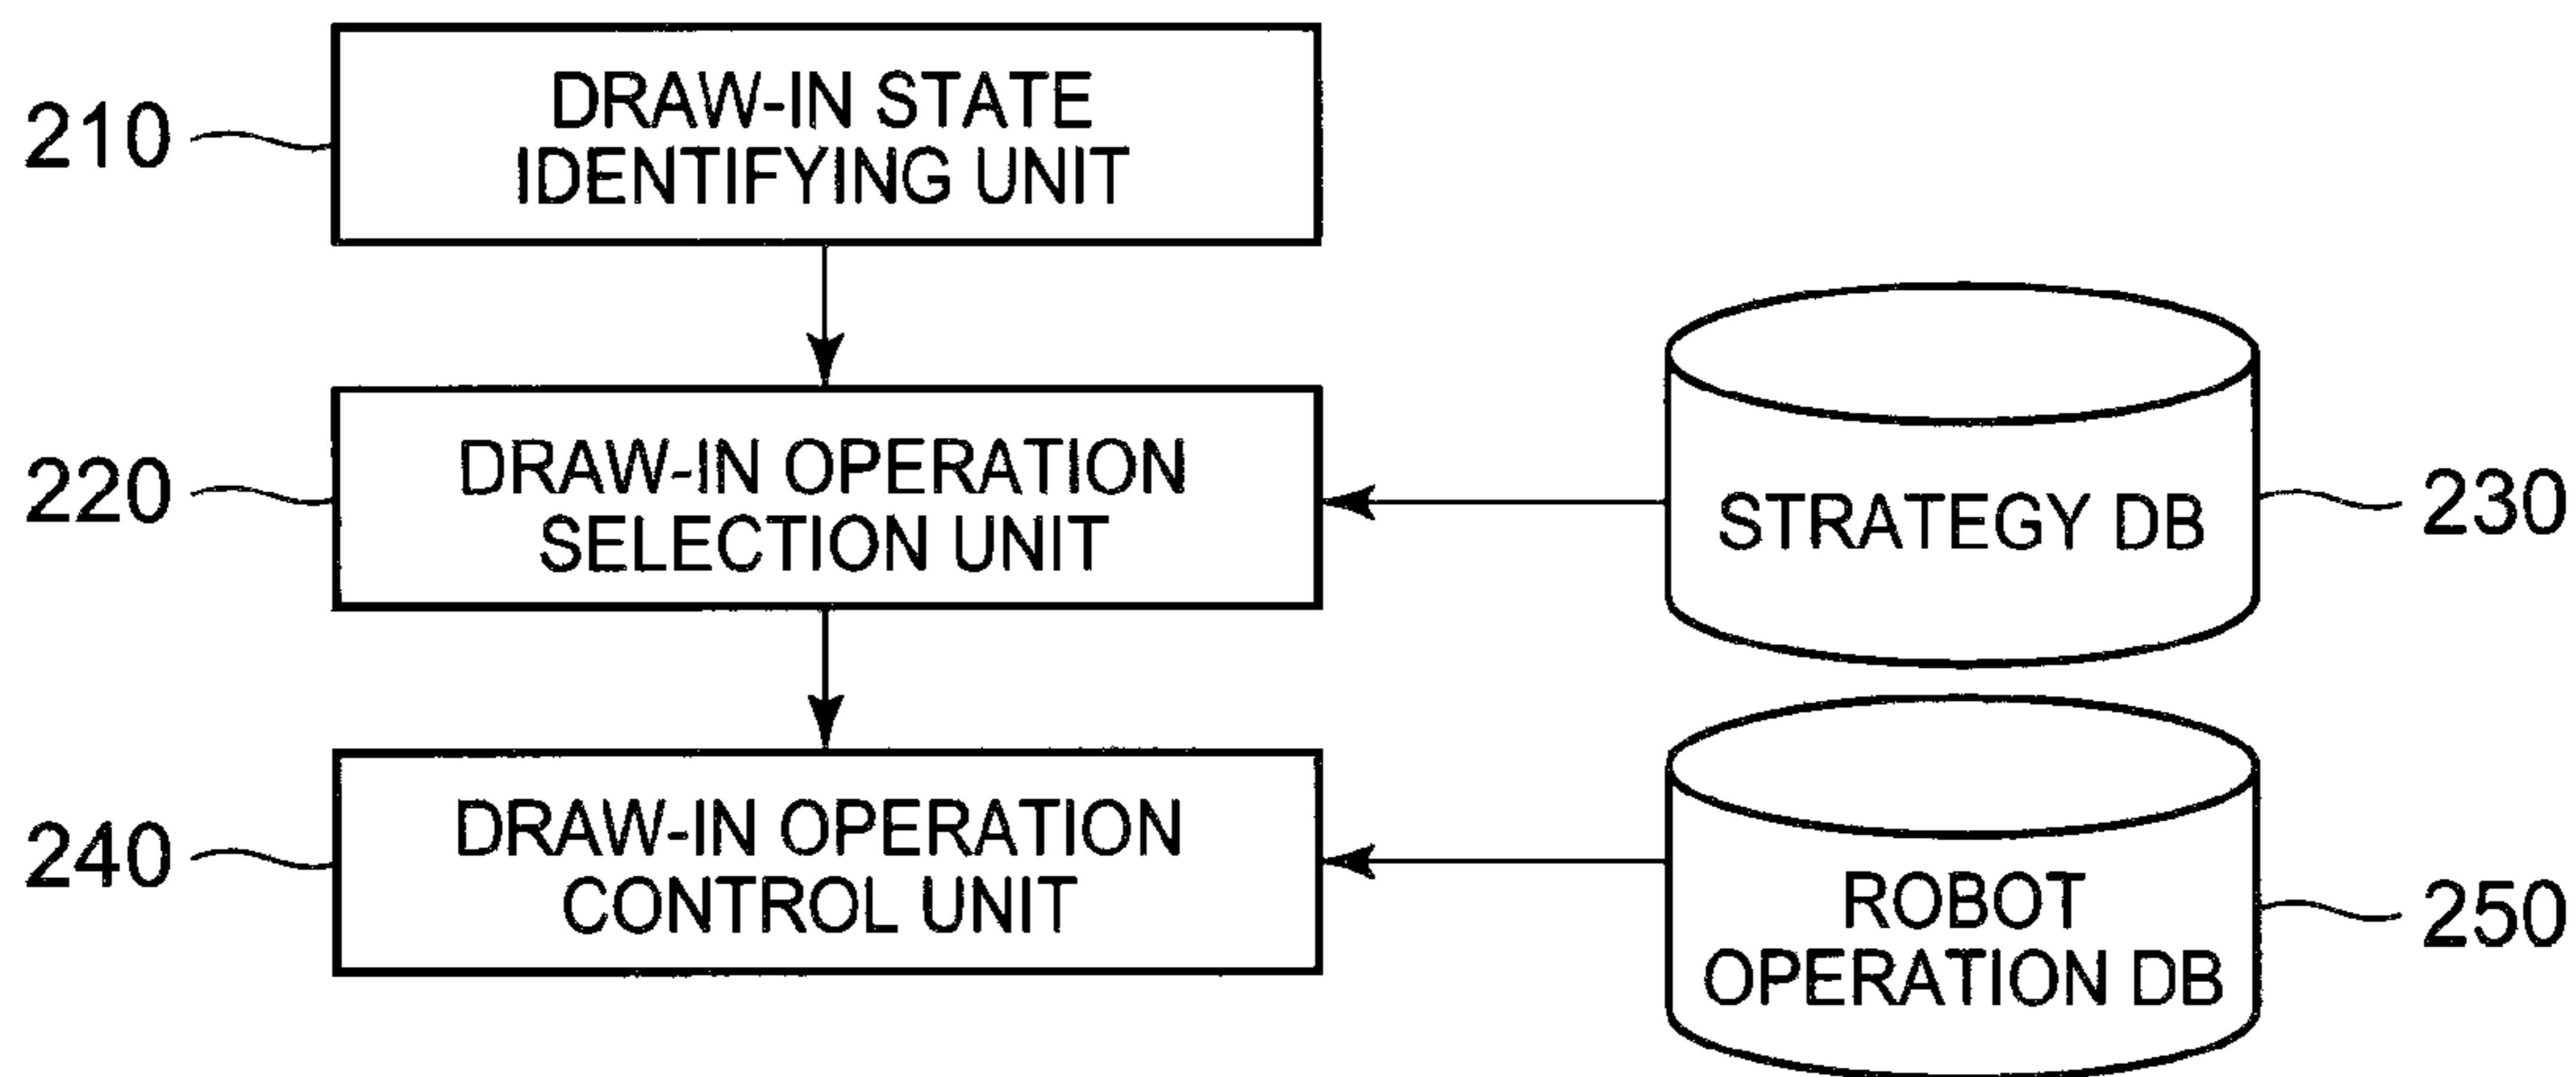 210
DRAW-IN STATE
IDENTIFYING UNIT
220
DRAW-IN OPERATION
SELECTION UNIT
STRATEGY DB
230
240
DRAW-IN OPERATION
CONTROL UNIT
ROBOT
OPERATION DB
250